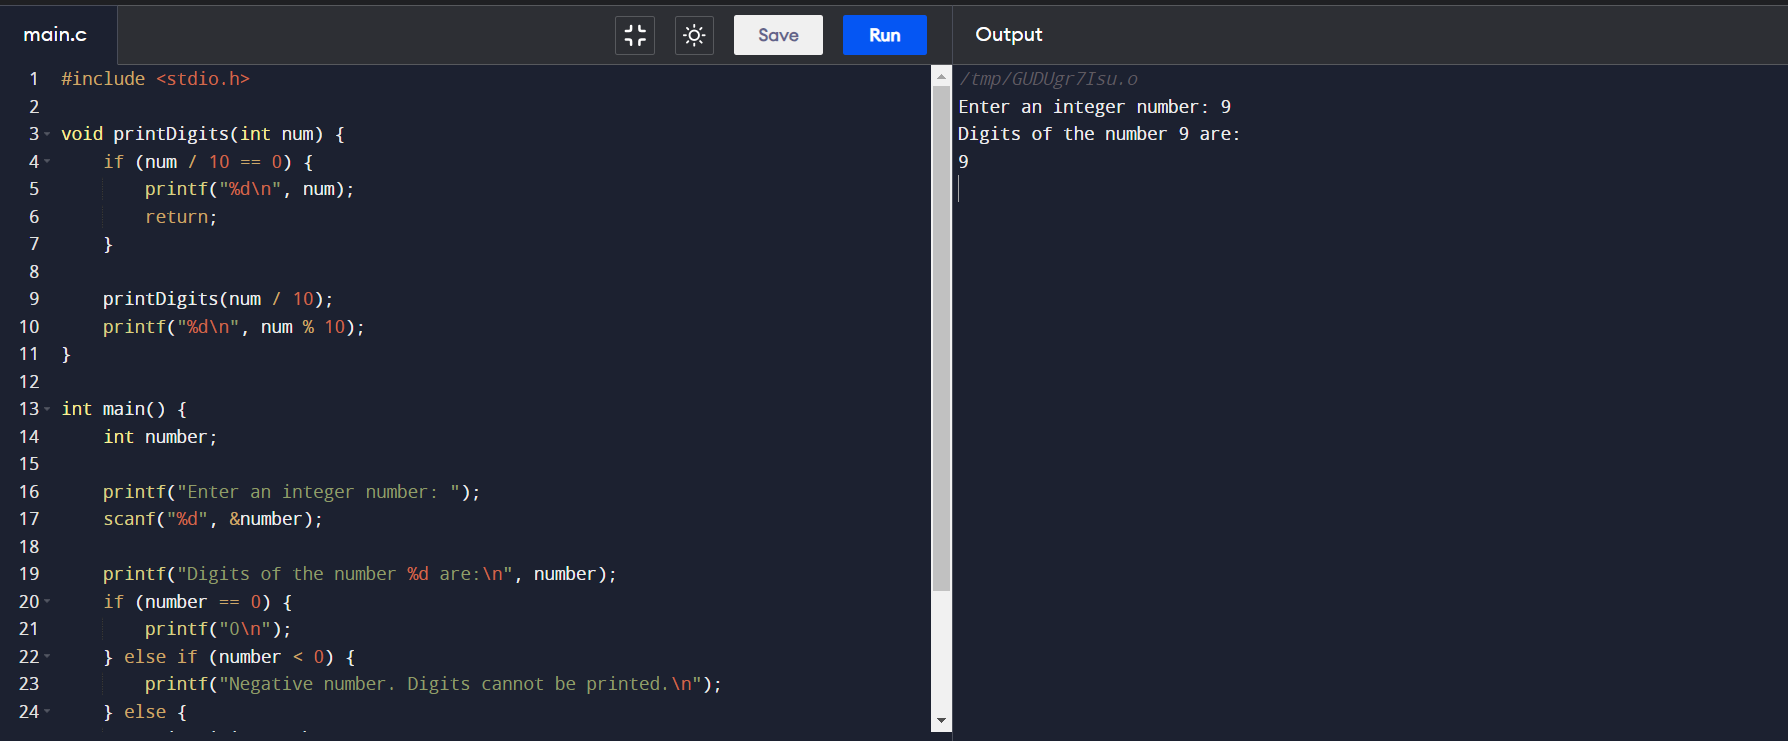 main.c
Save
Run
Output
1 #include <stdio.h>
2
3 void printDigits(int num) {
4     if (num / 10 == 0) {
5         printf("%d\n", num);
6         return;
7     }
8
9     printDigits(num / 10);
10     printf("%d\n", num % 10);
11 }
12
13 int main() {
14     int number;
15
16     printf("Enter an integer number: ");
17     scanf("%d", &number);
18
19     printf("Digits of the number %d are:\n", number);
20     if (number == 0) {
21         printf("0\n");
22     } else if (number < 0) {
23         printf("Negative number. Digits cannot be printed.\n");
24     } else {
/tmp/GUDUgr7Isu.o
Enter an integer number: 9
Digits of the number 9 are:
9